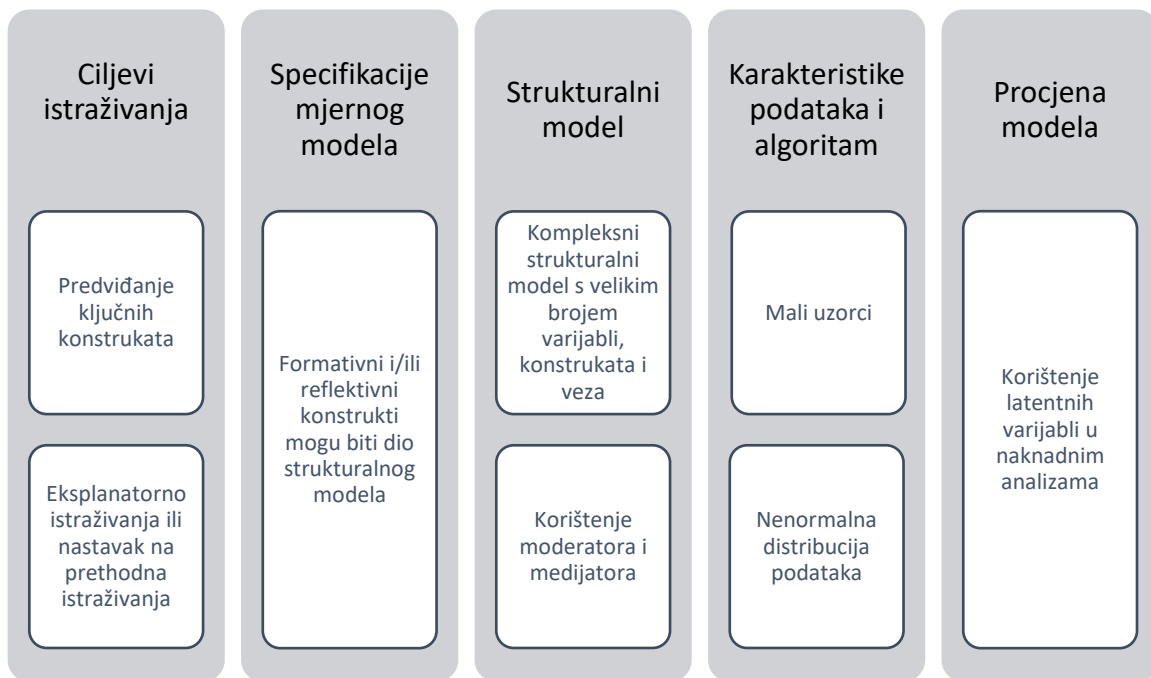 Ciljevi
istraživanja
Predviđanje
ključnih
konstrukata
Eksplanatorno
istraživanja ili
nastavak na
prethodna
istraživanja
Specifikacije
mjernog
modela
Formativni i/ili
reflektivni
konstrukti
mogu biti dio
strukturalnog
modela
Strukturalni
model
Kompleksni
strukturalni
model s velikim
brojem
varijabli,
konstrukata i
veza
Korištenje
moderatora i
medijatora
Karakteristike
podataka i
algoritam
Mali uzorci
Nenormalna
distribucija
podataka
Procjena
modela
Korištenje
latentnih
varijabli u
naknadnim
analizama